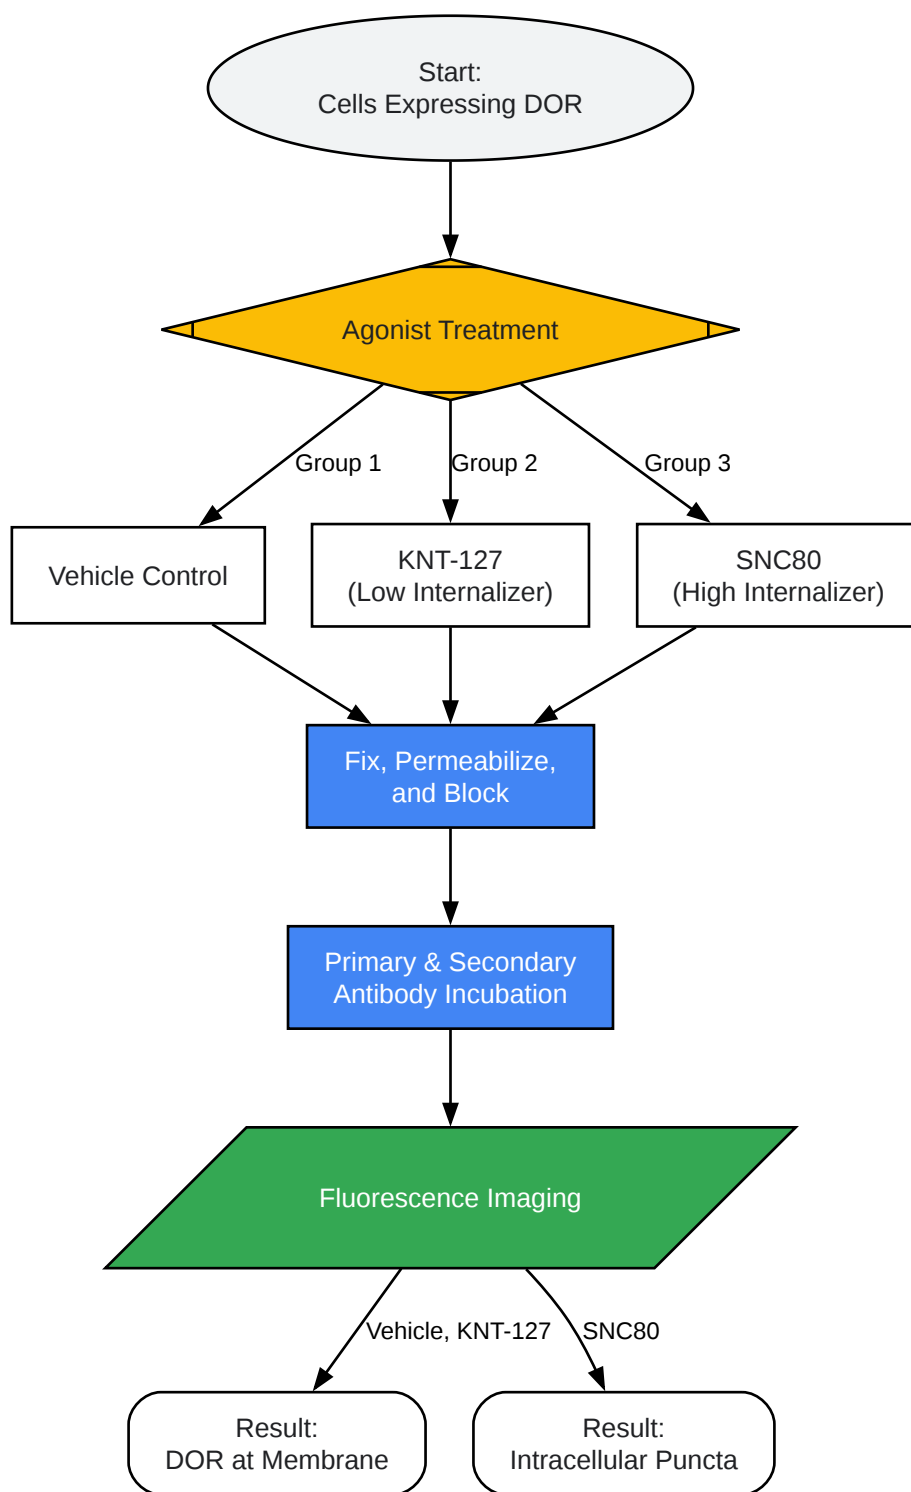 Start:
Cells Expressing DOR
Agonist Treatment
Group 1
Group 2
Group 3
Vehicle Control
KNT-127
(Low Internalizer)
SNC80
(High Internalizer)
Fix, Permeabilize,
and Block
Primary & Secondary
Antibody Incubation
Fluorescence Imaging
Vehicle, KNT-127
SNC80
Result:
DOR at Membrane
Result:
Intracellular Puncta